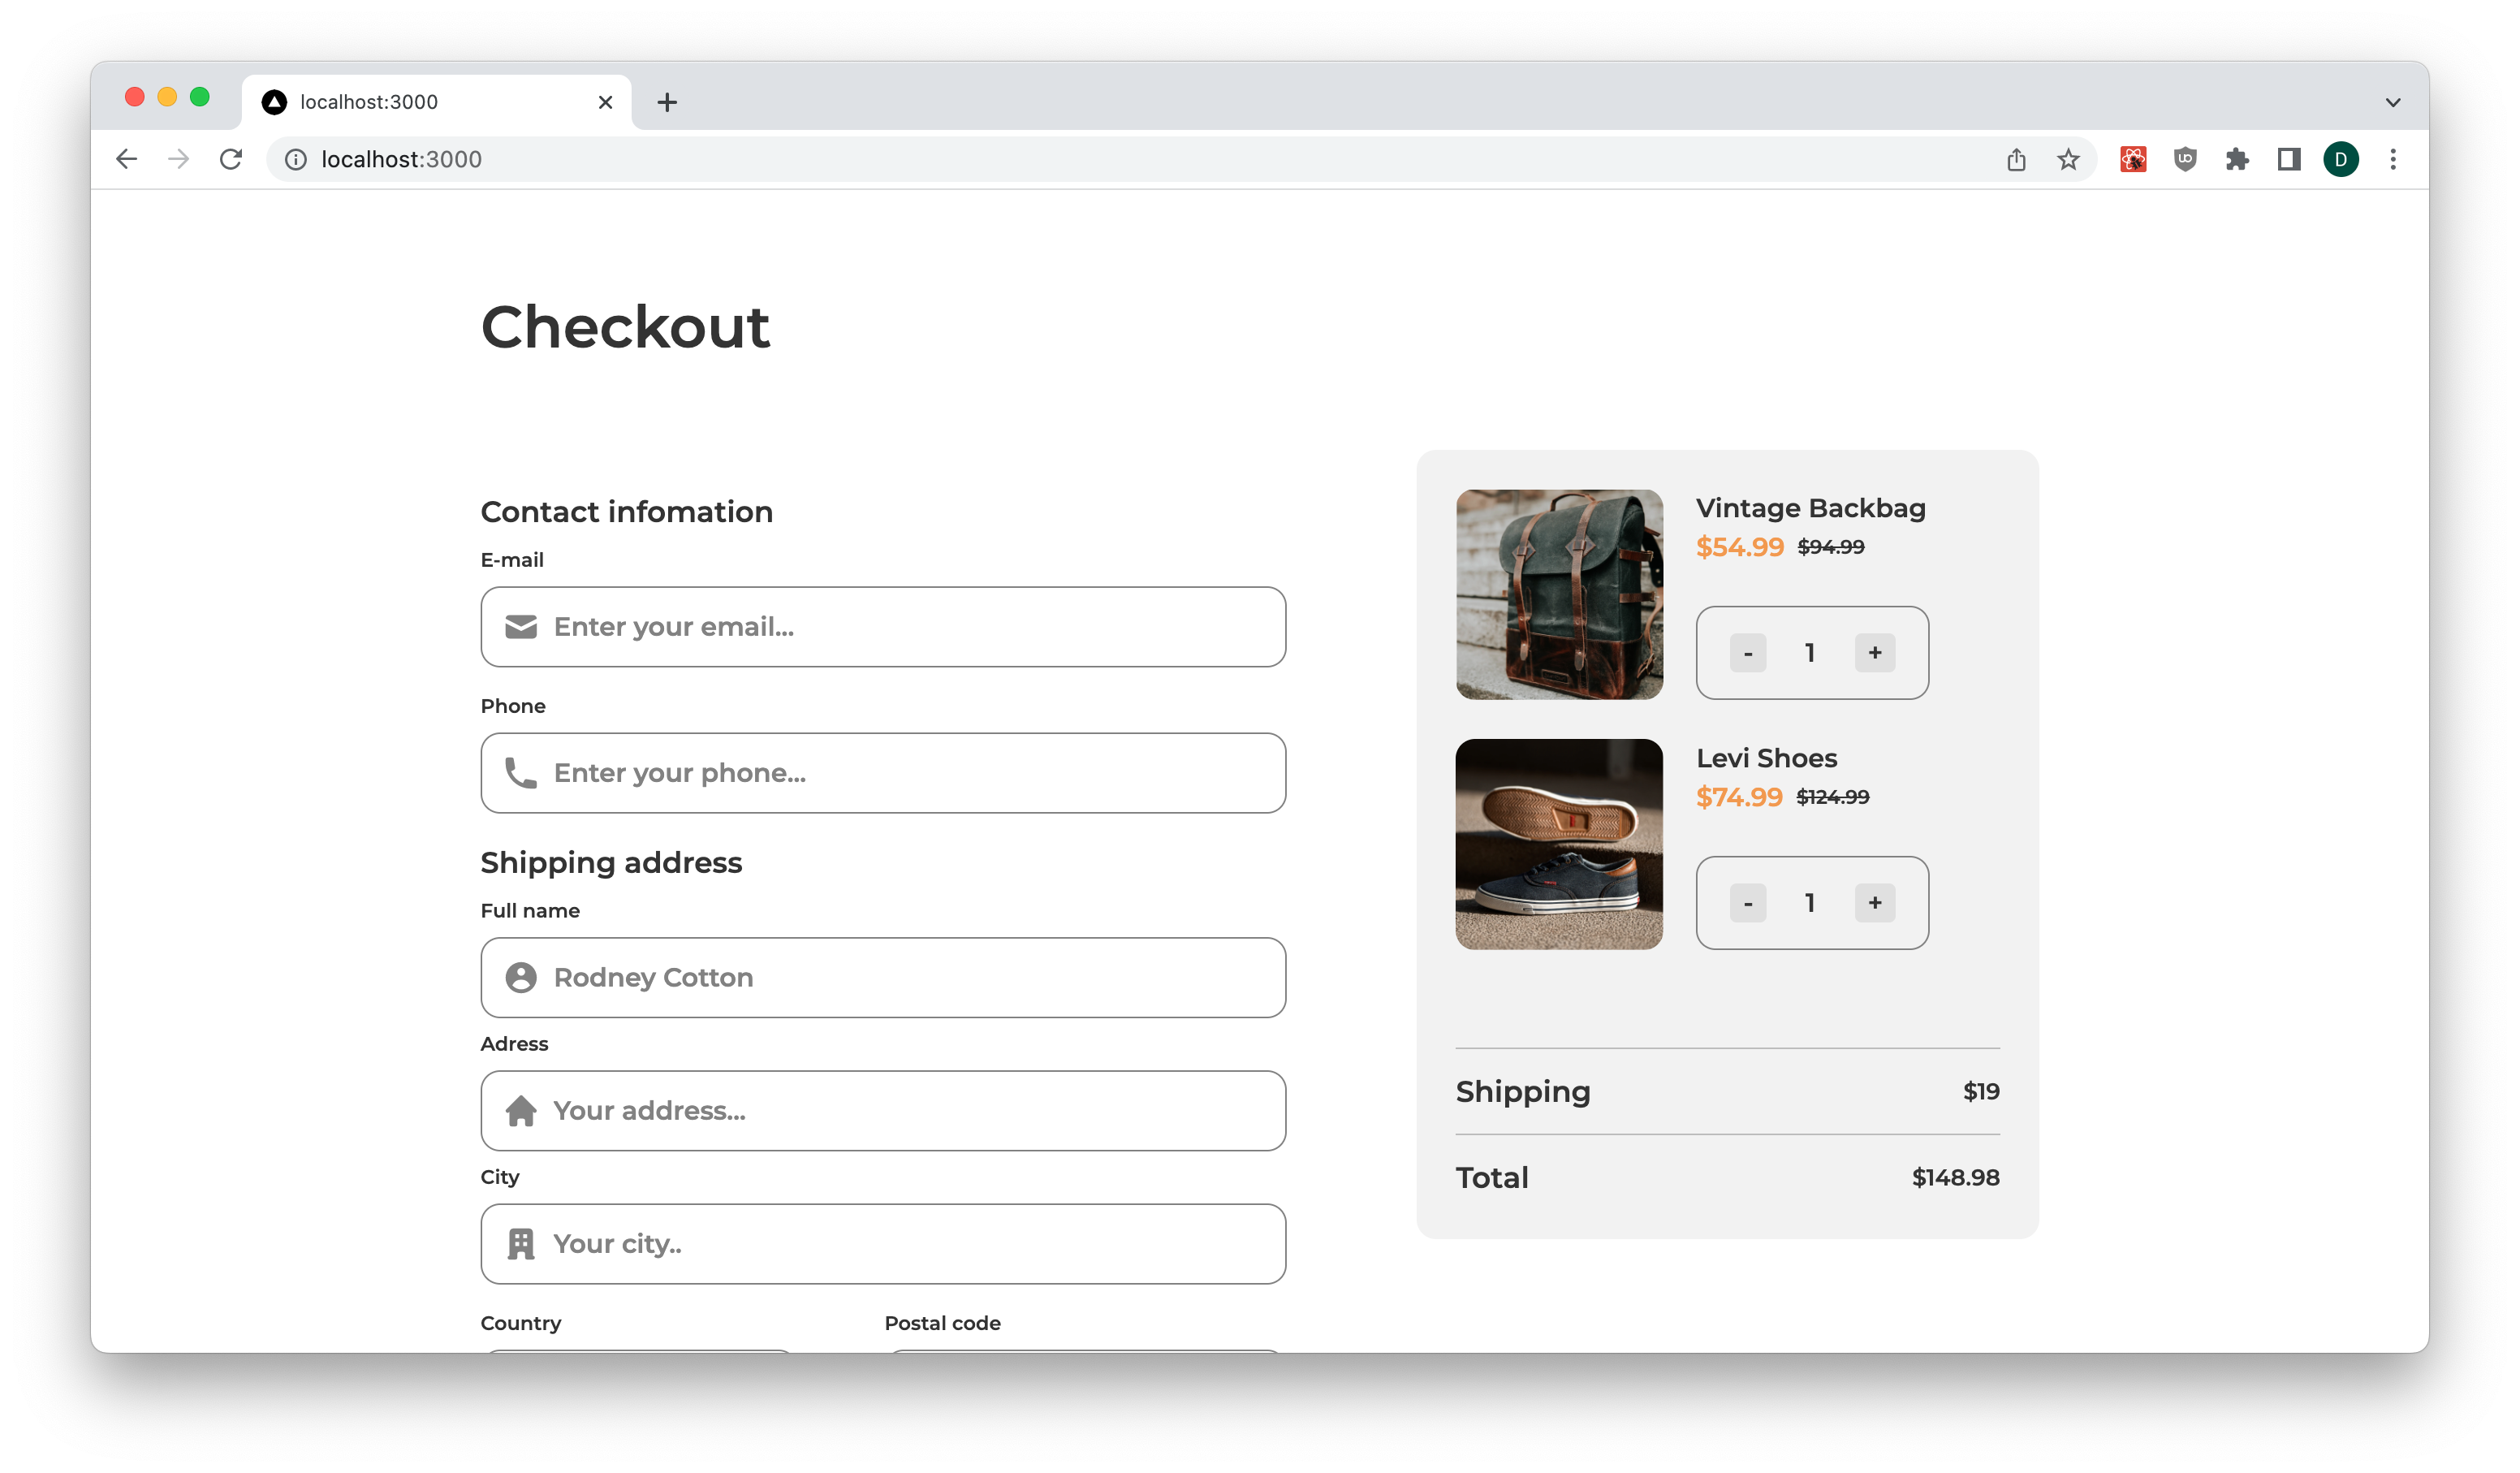 localhost:3000
localhost:3000
D
Checkout
Contact infomation
E-mail
Enter your email...
Phone
Enter your phone...
Shipping address
Full name
Rodney Cotton
Adress
Your address...
City
Your city..
Country Postal code
Vintage Backbag
$54.99 $94.99
- 1 +
Levi Shoes
$74.99 $124.99
- 1 +
Shipping $19
Total $148.98